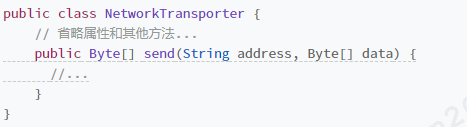 public class NetworkTransporter {
// 省略属性和其他方法...
public Byte[] send(String address, Byte[] data) {
//...
}
}